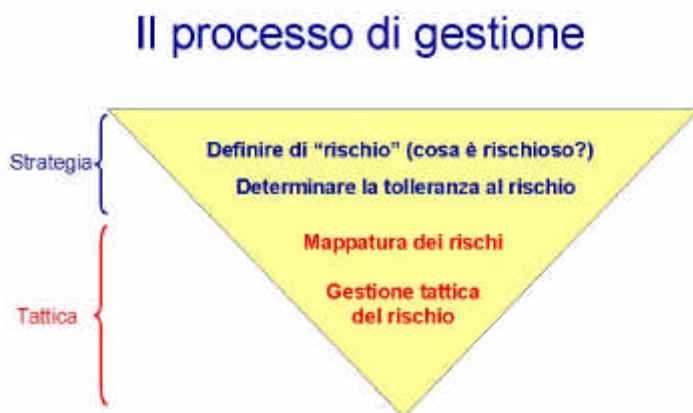 Il processo di gestione
Strategia
Definire di "rischio" (cosa è rischioso?)
Determinare la tolleranza al rischio
Mappatura dei rischi
Tattica
Gestione tattica
del rischio